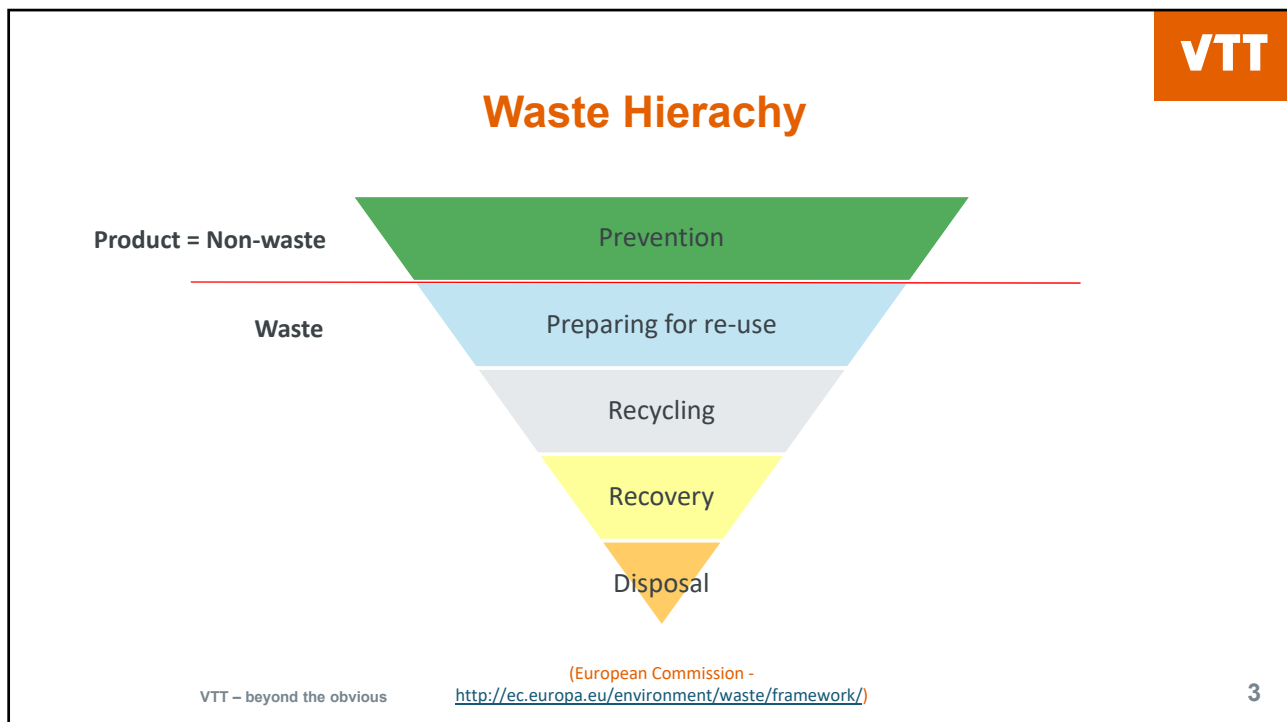 VTT
Waste Hierachy
Product = Non-waste
Prevention
Waste
Preparing for re-use
Recycling
Recovery
Disposal
(European Commission -
http://ec.europa.eu/environment/waste/framework/)
VTT – beyond the obvious
3